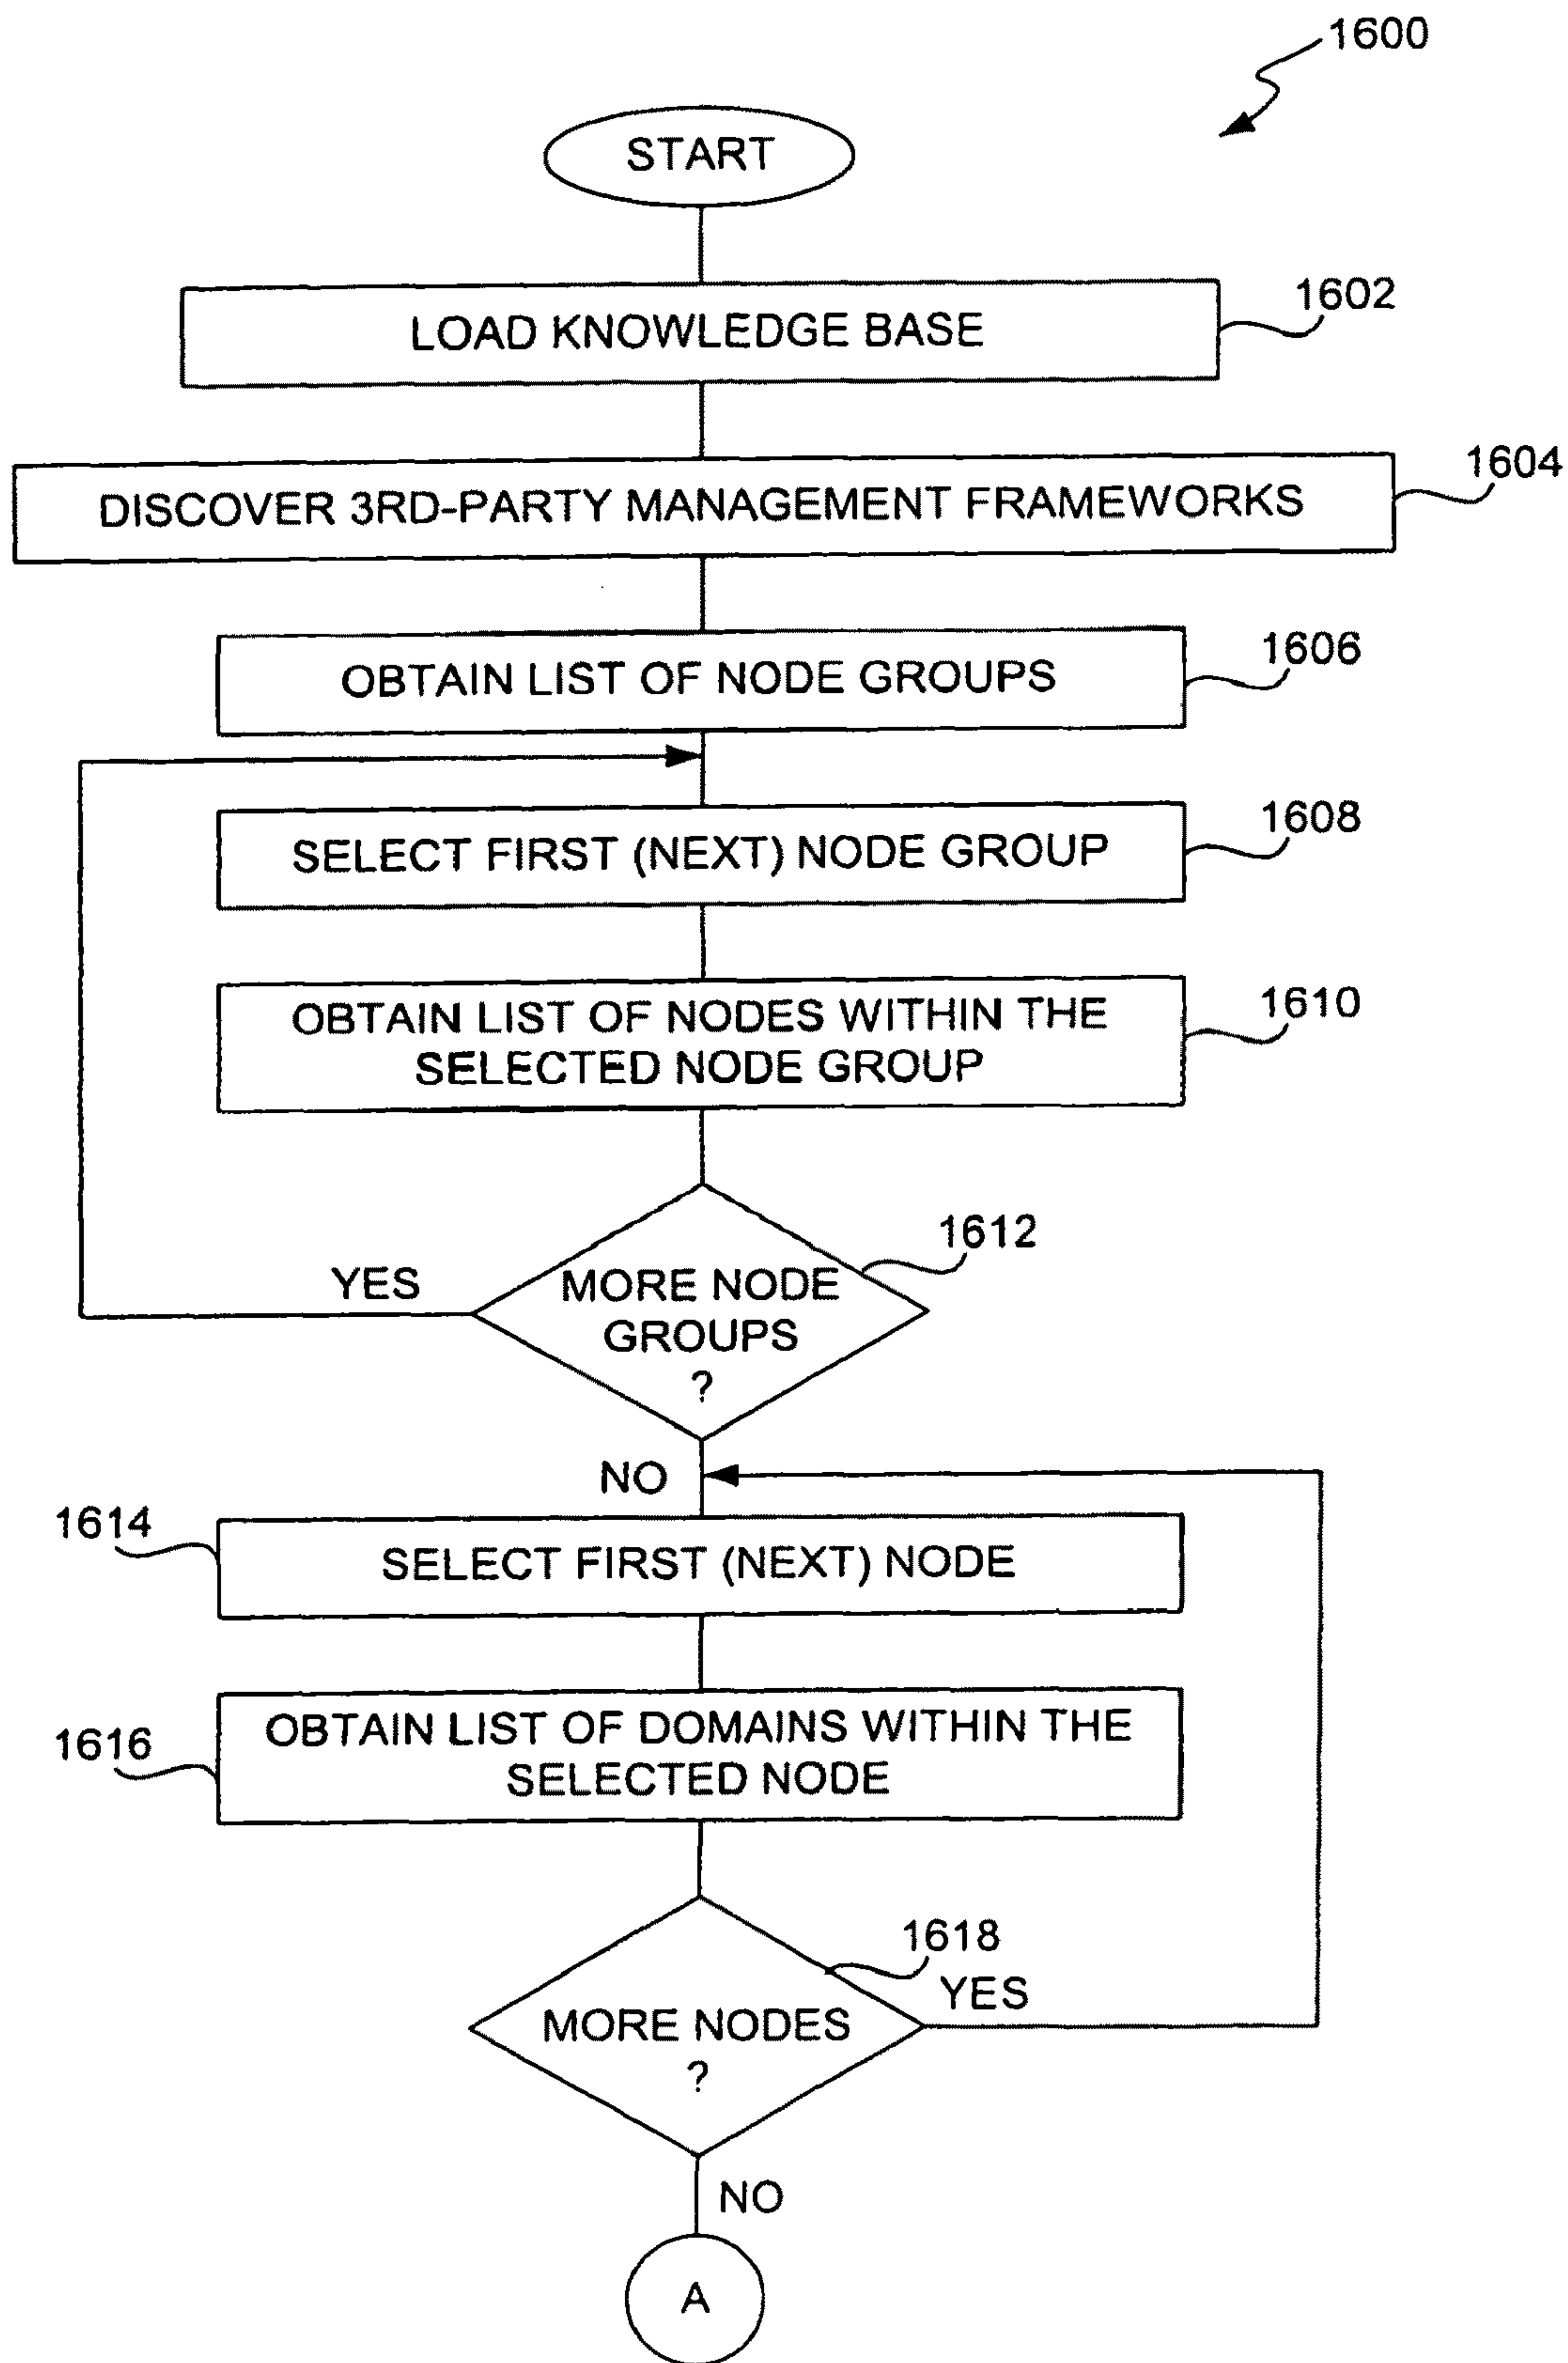 1600
START
1602
LOAD KNOWLEDGE BASE
1604
DISCOVER 3RD-PARTY MANAGEMENT FRAMEWORKS
1606
OBTAIN LIST OF NODE GROUPS
1608
SELECT FIRST (NEXT) NODE GROUP
1610
OBTAIN LIST OF NODES WITHIN THE
SELECTED NODE GROUP
1612
YES
MORE NODE
GROUPS
?
NO
1614
SELECT FIRST (NEXT) NODE
1616
OBTAIN LIST OF DOMAINS WITHIN THE
SELECTED NODE
1618
YES
MORE NODES
?
NO
A